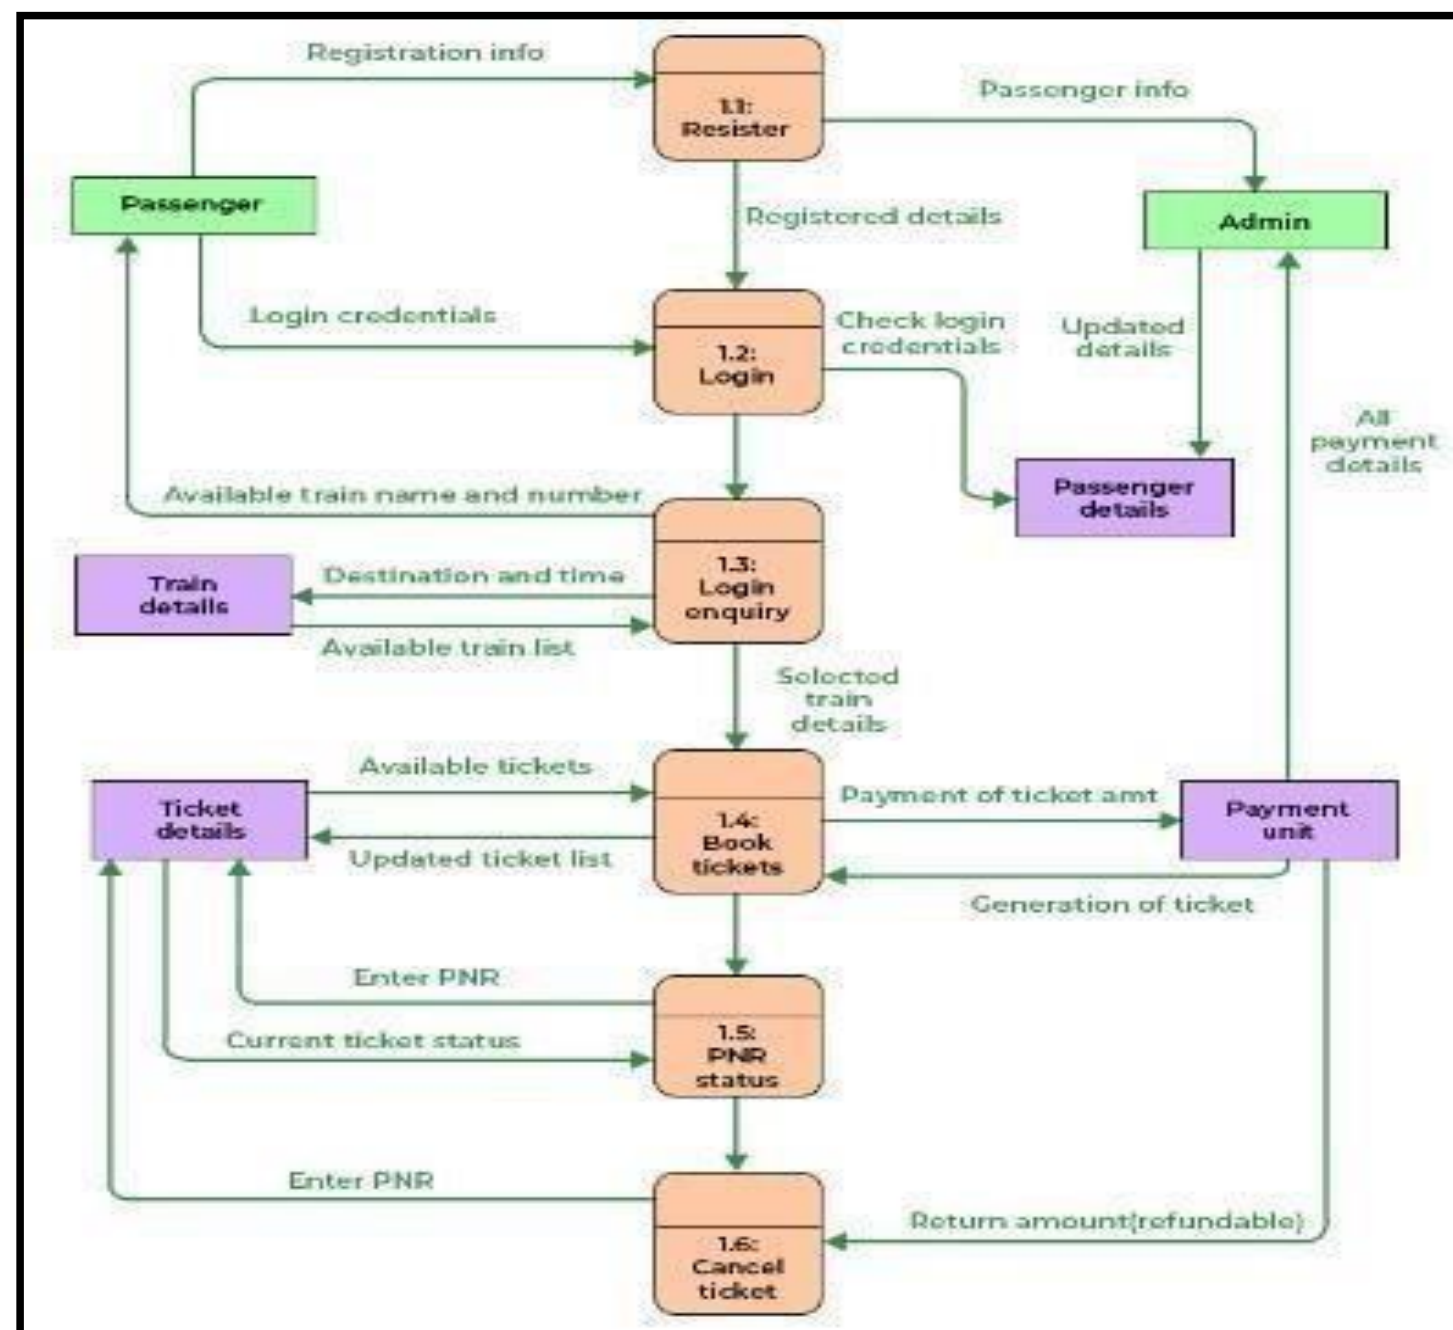 Registration info
Passenger info
1.1:
Resister
Passenger
Registered details
Admin
Login credentials
Check login
credentials
Updated
details
1.2:
Login
All
payment
details
Available train name and number
Passenger
details
Train
details
Destination and time
1.3:
Login
enquiry
Available train list
Selected
train
details
Available tickets
Ticket
details
Payment of ticket amt
Payment
unit
1.4:
Book
tickets
Updated ticket list
Generation of ticket
Enter PNR
Current ticket status
1.5:
PNR
status
Enter PNR
Return amount(refundable)
1.6:
Cancel
ticket